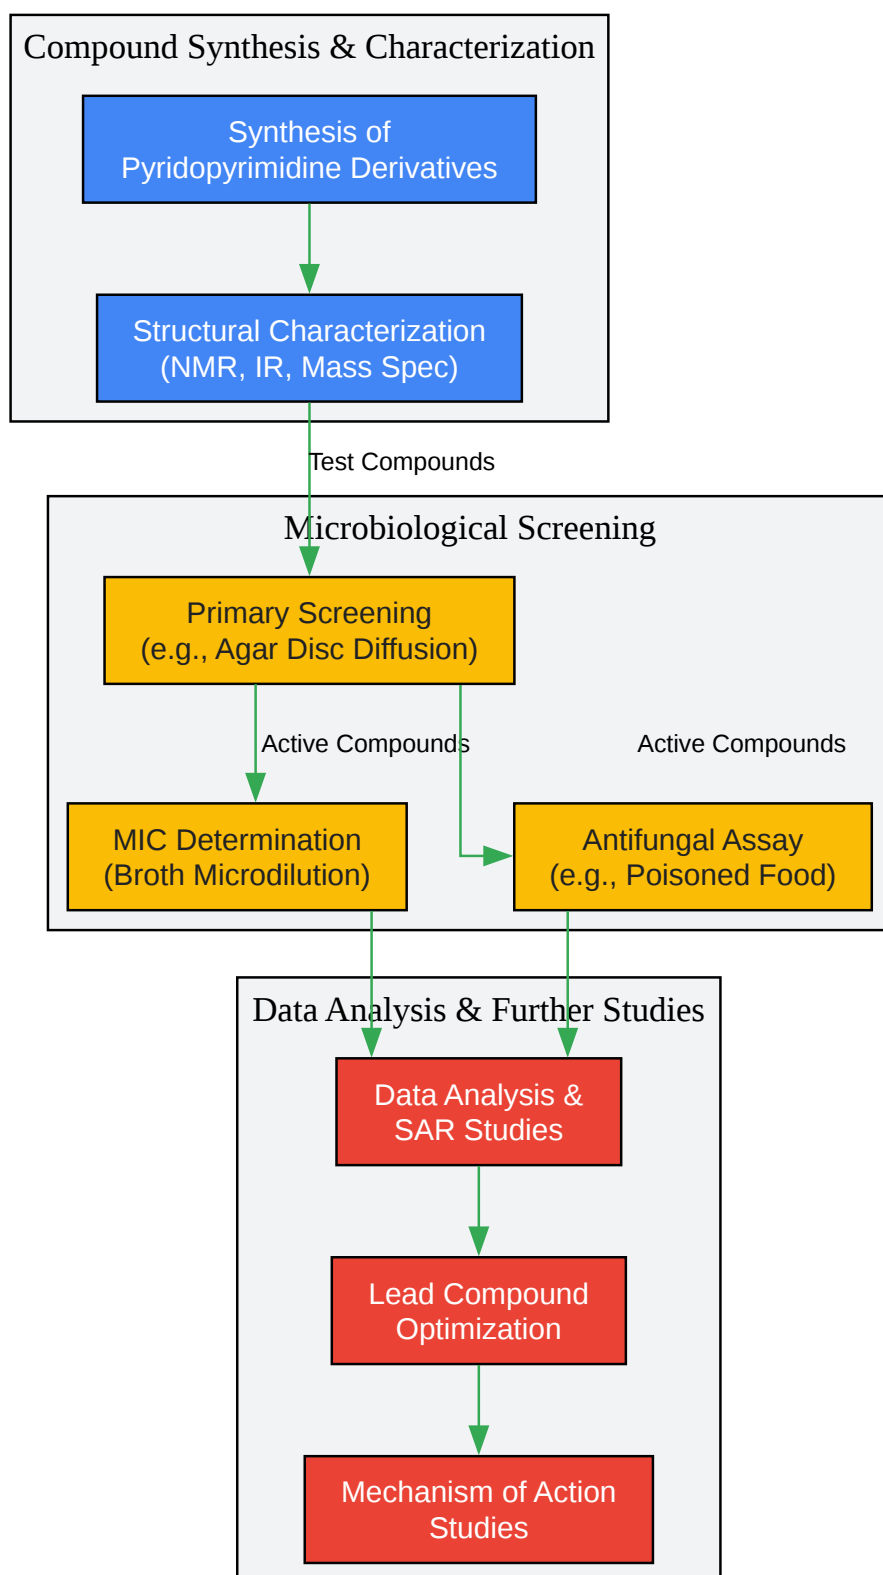 Compound Synthesis & Characterization
Synthesis of
Pyridopyrimidine Derivatives
Structural Characterization
(NMR, IR, Mass Spec)
Test Compounds
Microbiological Screening
Primary Screening
(e.g., Agar Disc Diffusion)
Active Compounds
Active Compounds
MIC Determination
(Broth Microdilution)
Antifungal Assay
(e.g., Poisoned Food)
Data Analysis & Further Studies
Data Analysis &
SAR Studies
Lead Compound
Optimization
Mechanism of Action
Studies